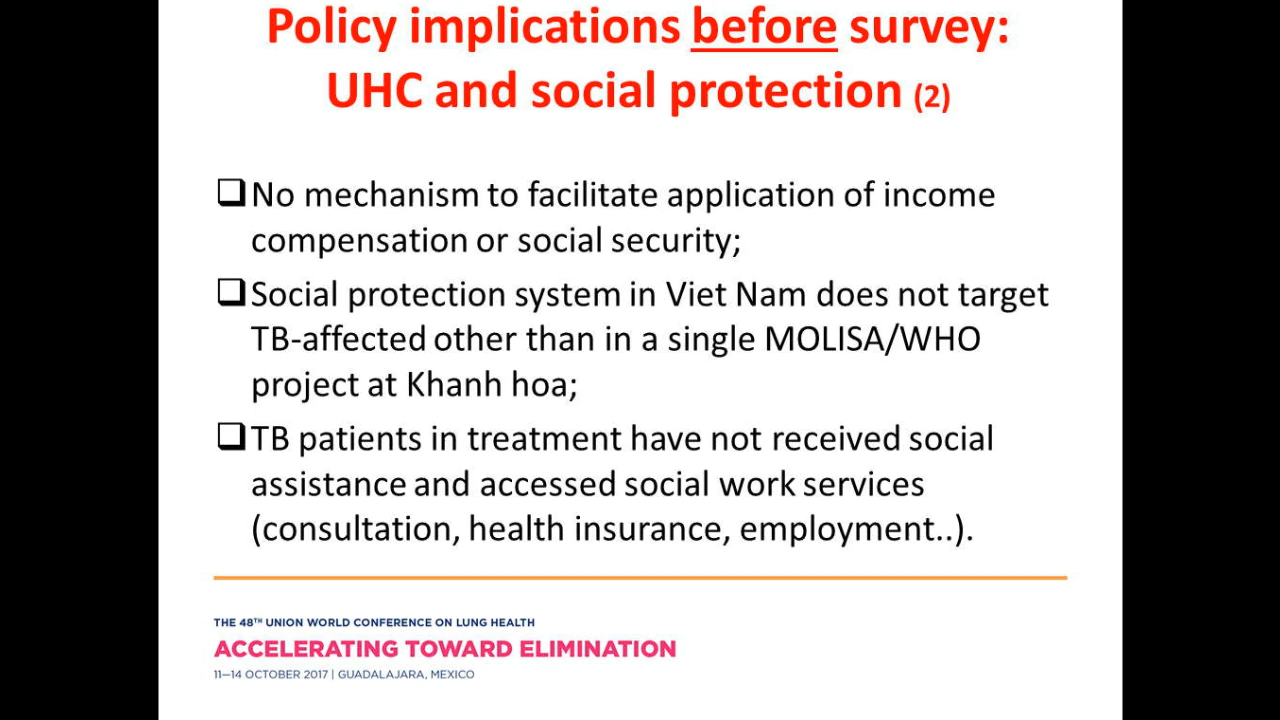 Policy implications before survey:
UHC and social protection (2)
❑No mechanism to facilitate application of income
compensation or social security;
❑Social protection system in Viet Nam does not target
TB-affected other than in a single MOLISA/WHO
project at Khanh hoa;
❑TB patients in treatment have not received social
assistance and accessed social work services
(consultation, health insurance, employment..).
THE 48TH UNION WORLD CONFERENCE ON LUNG HEALTH
ACCELERATING TOWARD ELIMINATION
11–14 OCTOBER 2017 | GUADALAJARA, MEXICO